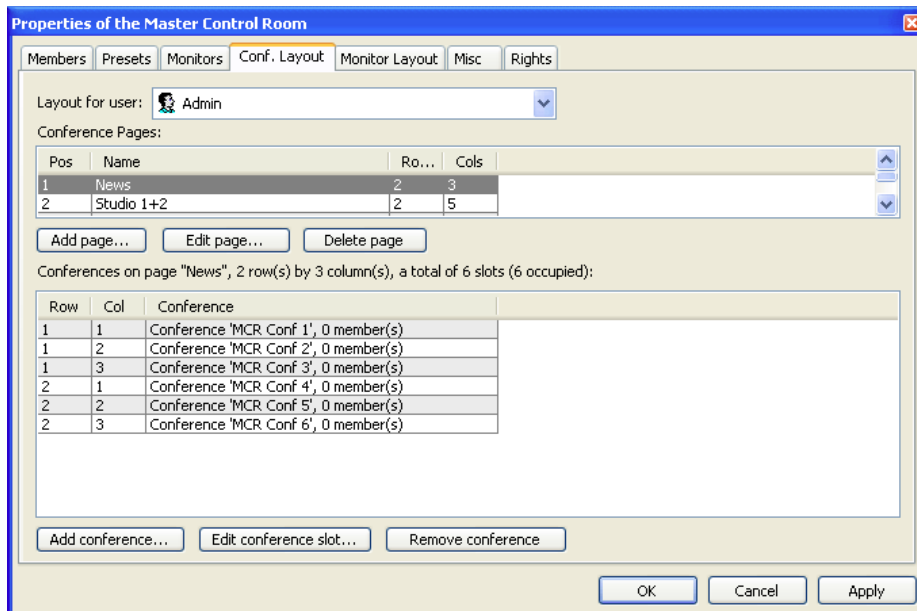 Properties of the Master Control Room
Members Presets Monitors Conf. Layout Monitor Layout Misc Rights
Layout for user: Admin
Conference Pages:
Pos Name Ro... Cols
1 News 2 3
2 Studio 1+2 2 5
Add page... Edit page... Delete page
Conferences on page "News", 2 row(s) by 3 column(s), a total of 6 slots (6 occupied):
Row Col Conference
1 1 Conference 'MCR Conf 1', 0 member(s)
1 2 Conference 'MCR Conf 2', 0 member(s)
1 3 Conference 'MCR Conf 3', 0 member(s)
2 1 Conference 'MCR Conf 4', 0 member(s)
2 2 Conference 'MCR Conf 5', 0 member(s)
2 3 Conference 'MCR Conf 6', 0 member(s)
Add conference... Edit conference slot... Remove conference
OK Cancel Apply